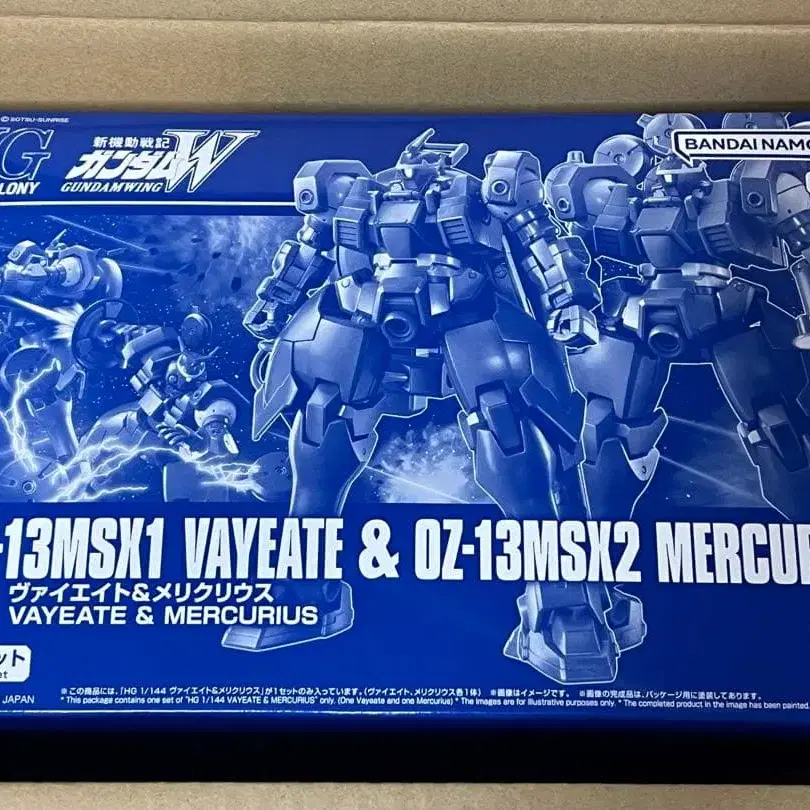 ©SOTSU・SUNRISE
新機動戦記
ガンダムW
GUNDAMWING
BANDAI NAMCO
-13MSX1 VAYEATE & OZ-13MSX2 MERCUR
ヴァイエイト&メリクリウス
VAYEATE & MERCURIUS
ット
et
JAPAN
※この商品には、「HG 1/144 ヴァイエイト&メリクリウス」が1セットのみ入っています。(ヴァイエイト、メリクリウス各1体) ※画像はイメージです。 ※画像の完成品は、パッケージ用に塗装してあります。
* This package contains one set of "HG 1/144 VAYEATE & MERCURIUS" only. (One Vayeate and one Mercurius) * The images are for illustrative purposes only. * The completed product in the image has been painted.